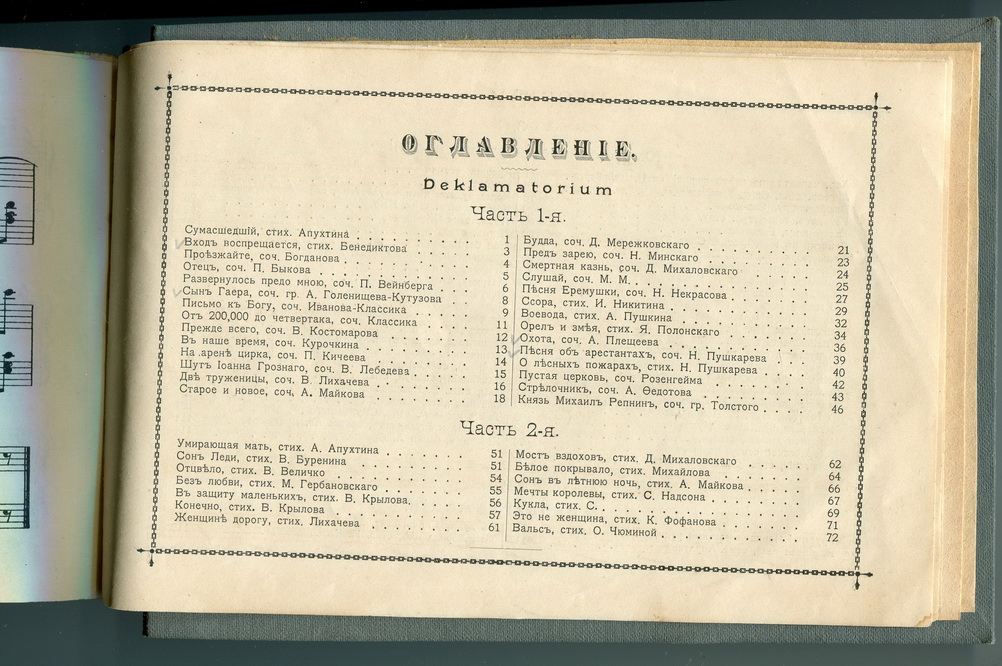 ОГЛАВЛЕНІЕ.
Deklamatorium
Часть 1-я.
Сумасшедшій, стих. Апухтина . . . . . . . . . . 1
Входъ воспрещается, стих. Бенедиктова . . . . . . 3
Проѣзжайте, соч. Богданова . . . . . . . . . . 4
Отецъ, соч. П. Быкова . . . . . . . . . . 5
Развернулось предо мною, соч. П. Вейнберга . . . . 6
Сынъ Гаера, соч. гр. А. Голенищева-Кутузова . . . 8
Письмо къ Богу, соч. Иванова-Классика . . . . . 9
Отъ 200,000 до четвертака, соч. Классика . . . . . 11
Прежде всего, соч. В. Костомарова . . . . . . . 12
Въ наше время, соч. Курочкина . . . . . . . . 13
На аренѣ цирка, соч. П. Кичеева . . . . . . . . 14
Шутъ Іоанна Грознаго, соч. В. Лебедева . . . . . 15
Двѣ труженицы, соч. В. Лихачева . . . . . . . 16
Старое и новое, соч. А. Майкова . . . . . . . . 18
Будда, соч. Д. Мережковскаго . . . . . . . . 21
Предъ зарею, соч. Н. Минскаго . . . . . . . . 23
Смертная казнь, соч. Д. Михаловскаго . . . . . 24
Слушай, соч. М. М. . . . . . . . . . . 25
Пѣсня Еремушки, соч. Н. Некрасова . . . . . . 27
Ссора, стих. И. Никитина . . . . . . . . . 29
Воевода, стих. А. Пушкина . . . . . . . . . 32
Орелъ и змѣя, стих. Я. Полонскаго . . . . . . 34
Охота, соч. А. Плещеева . . . . . . . . . 36
Пѣсня объ арестантахъ, соч. Н. Пушкарева . . . . 39
О лѣсныхъ пожарахъ, стих. Н. Пушкарева . . . . 40
Пустая церковь, соч. Розенгейма . . . . . . . 42
Стрѣлочникъ, соч. А. Ѳедотова . . . . . . . 43
Князь Михаилъ Репнинъ, соч. гр. Толстого . . . . 46
Часть 2-я.
Умирающая мать, стих. А. Апухтина . . . . . . . 51
Сонъ Леди, стих. В. Буренина . . . . . . . . 51
Отцвѣло, стих. В. Величко . . . . . . . . . 54
Безъ любви, стих. М. Гербановскаго . . . . . . . 55
Въ защиту маленькихъ, стих. В. Крылова. . . . . . 56
Конечно, стих. В. Крылова . . . . . . . . . 57
Женщинѣ дорогу, стих. Лихачева . . . . . . . . 61
Мостъ вздоховъ, стих. Д. Михаловскаго . . . . . 62
Бѣлое покрывало, стих. Михайлова . . . . . . . 64
Сонъ въ лѣтнюю ночь, стих. А. Майкова . . . . . 66
Мечты королевы, стих. С. Надсона . . . . . . . 67
Кукла, стих. С. . . . . . . . . . . . . 69
Это не женщина, стих. К. Фофанова . . . . . . 71
Вальсъ, стих. О. Чюминой . . . . . . . . . . 72